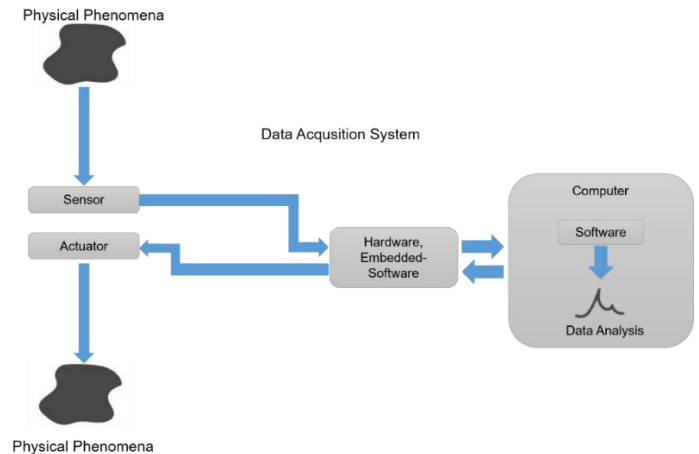 Physical Phenomena
Data Acqusition System
Sensor
Actuator
Hardware,
Embedded-
Software
Computer
Software
Data Analysis
Physical Phenomena